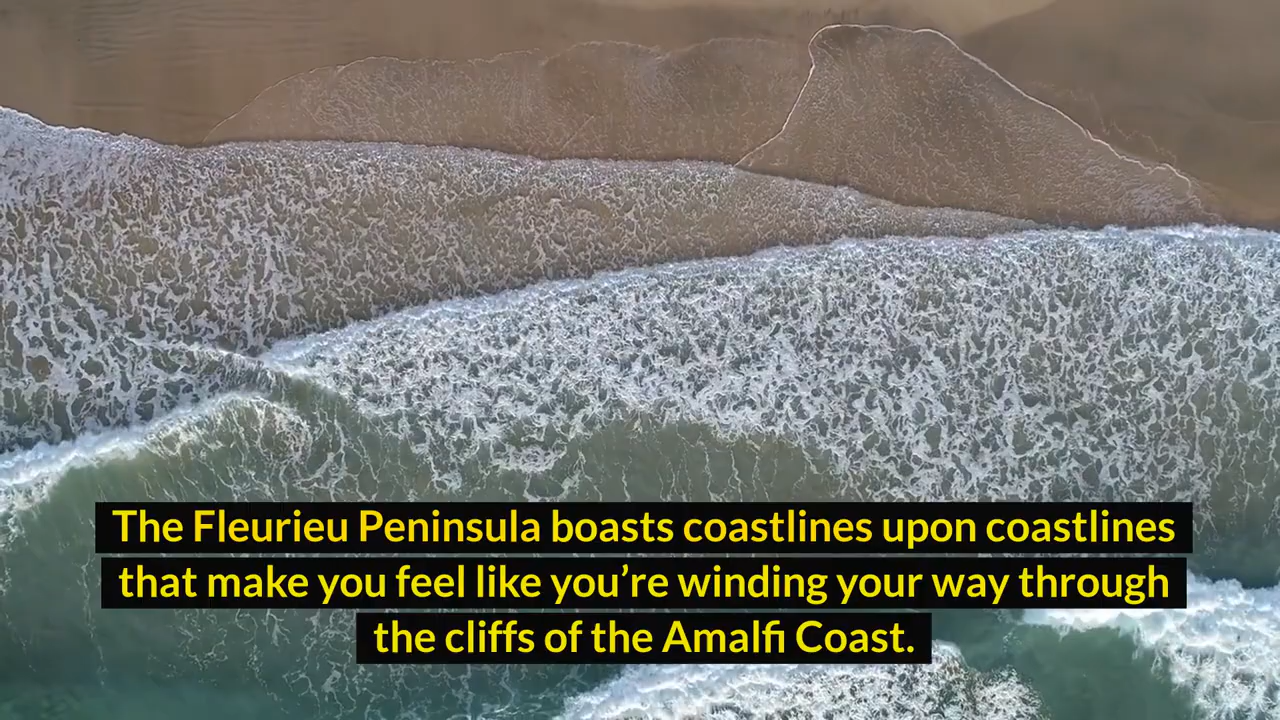 The Fleurieu Peninsula boasts coastlines upon coastlines
that make you feel like you’re winding your way through
the cliffs of the Amalfi Coast.